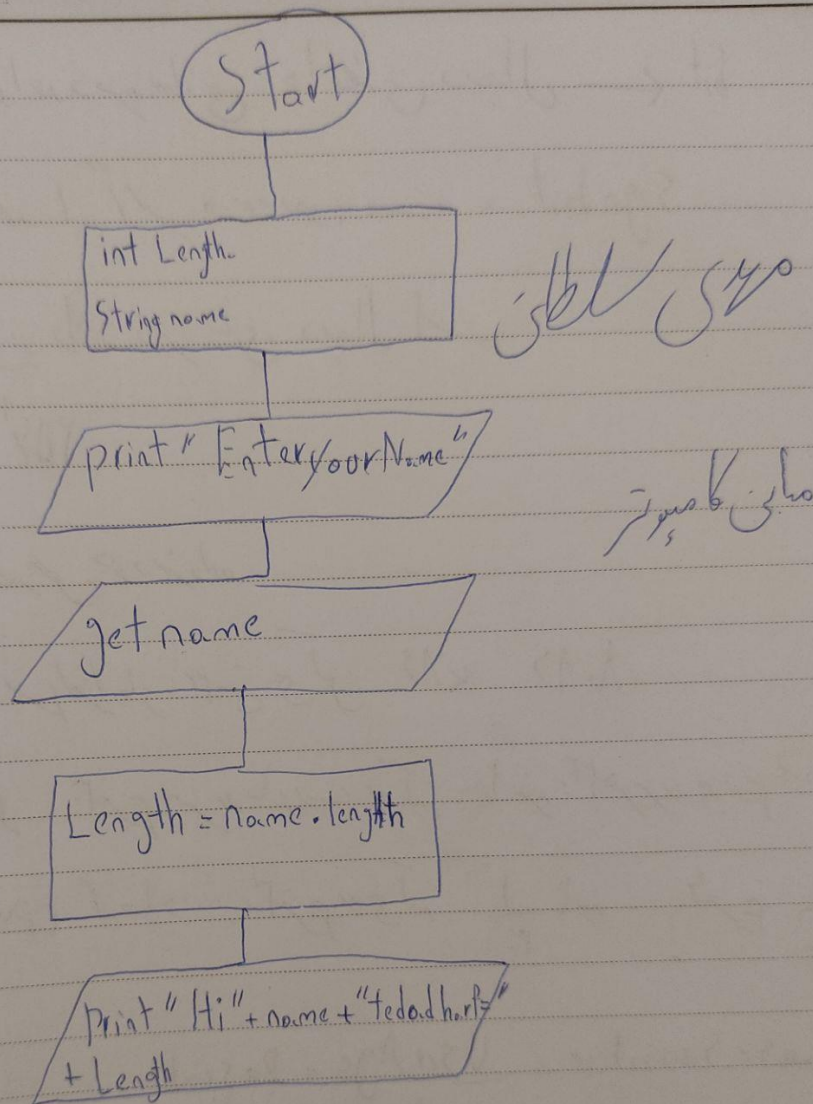 Start
int Length
String name
مهدی سلطانی
print "Enter your Name"
مبانی کامپیوتر
get name
Length = name.length
print "Hi" + name + "tedad harf="
+ Length